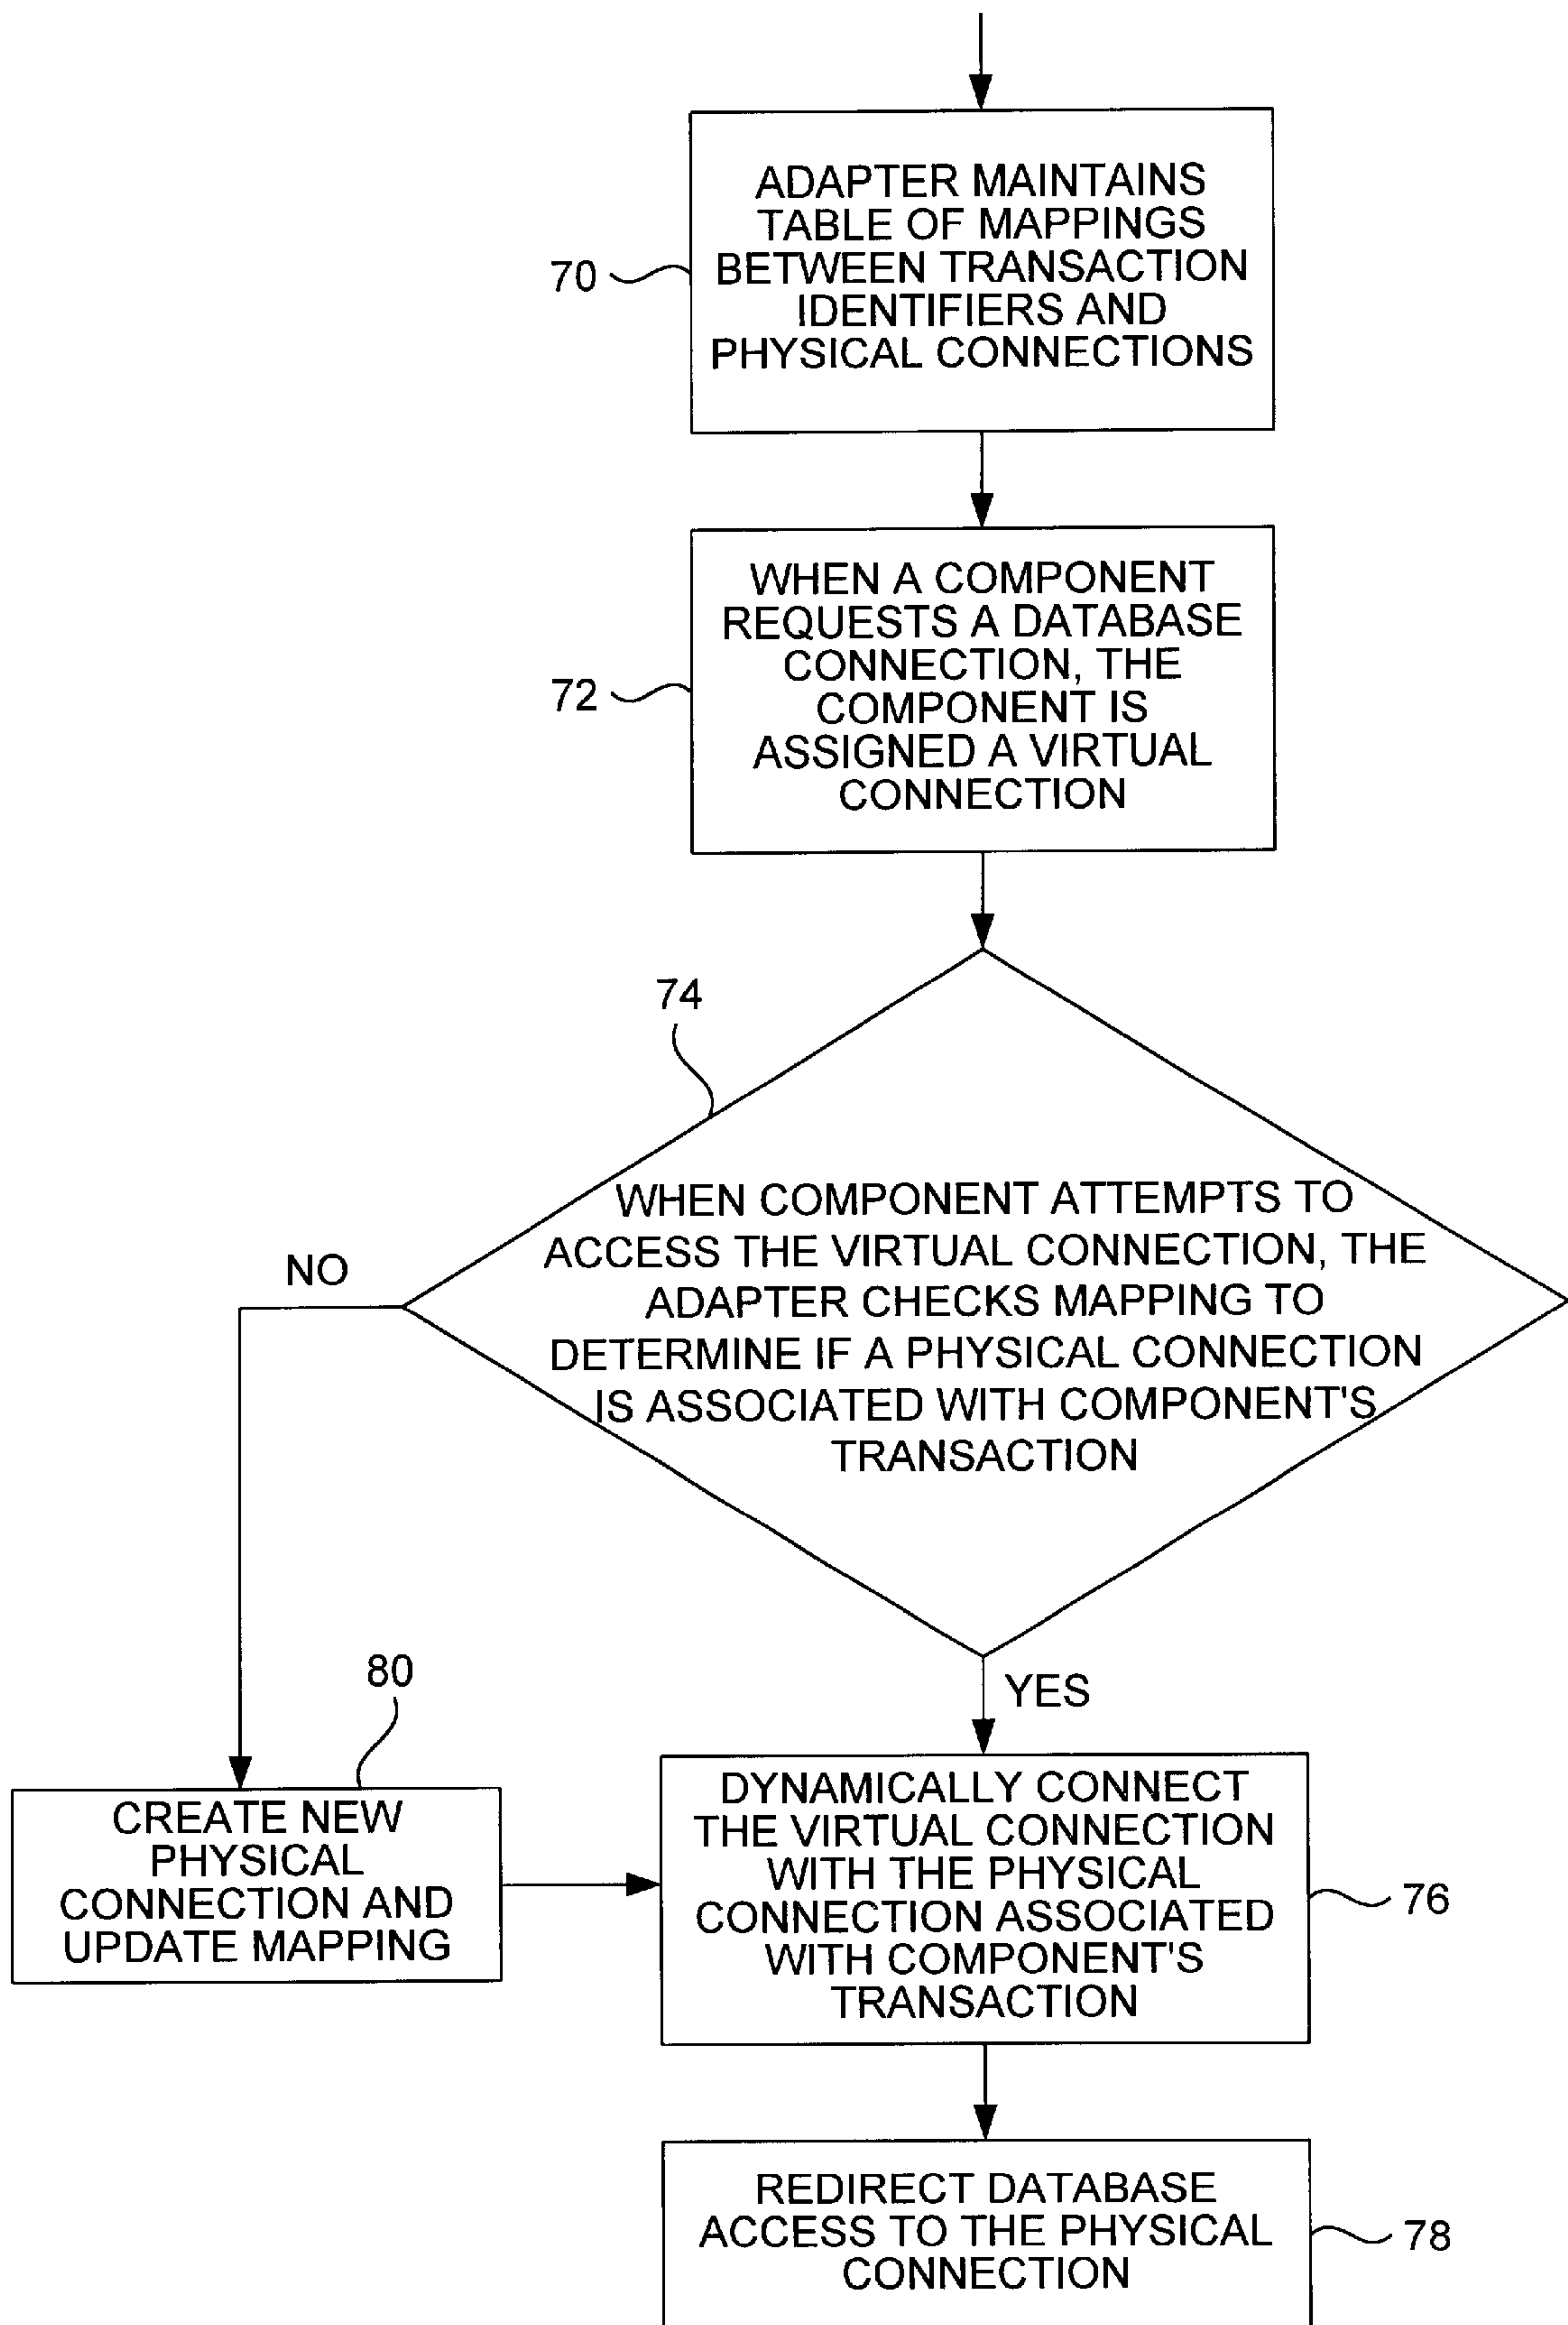 ADAPTER MAINTAINS
TABLE OF MAPPINGS
BETWEEN TRANSACTION
IDENTIFIERS AND
PHYSICAL CONNECTIONS
70
WHEN A COMPONENT
REQUESTS A DATABASE
CONNECTION, THE
COMPONENT IS
ASSIGNED A VIRTUAL
CONNECTION
72
74
WHEN COMPONENT ATTEMPTS TO
ACCESS THE VIRTUAL CONNECTION, THE
ADAPTER CHECKS MAPPING TO
DETERMINE IF A PHYSICAL CONNECTION
IS ASSOCIATED WITH COMPONENT'S
TRANSACTION
NO
YES
80
CREATE NEW
PHYSICAL
CONNECTION AND
UPDATE MAPPING
DYNAMICALLY CONNECT
THE VIRTUAL CONNECTION
WITH THE PHYSICAL
CONNECTION ASSOCIATED
WITH COMPONENT'S
TRANSACTION
76
REDIRECT DATABASE
ACCESS TO THE PHYSICAL
CONNECTION
78